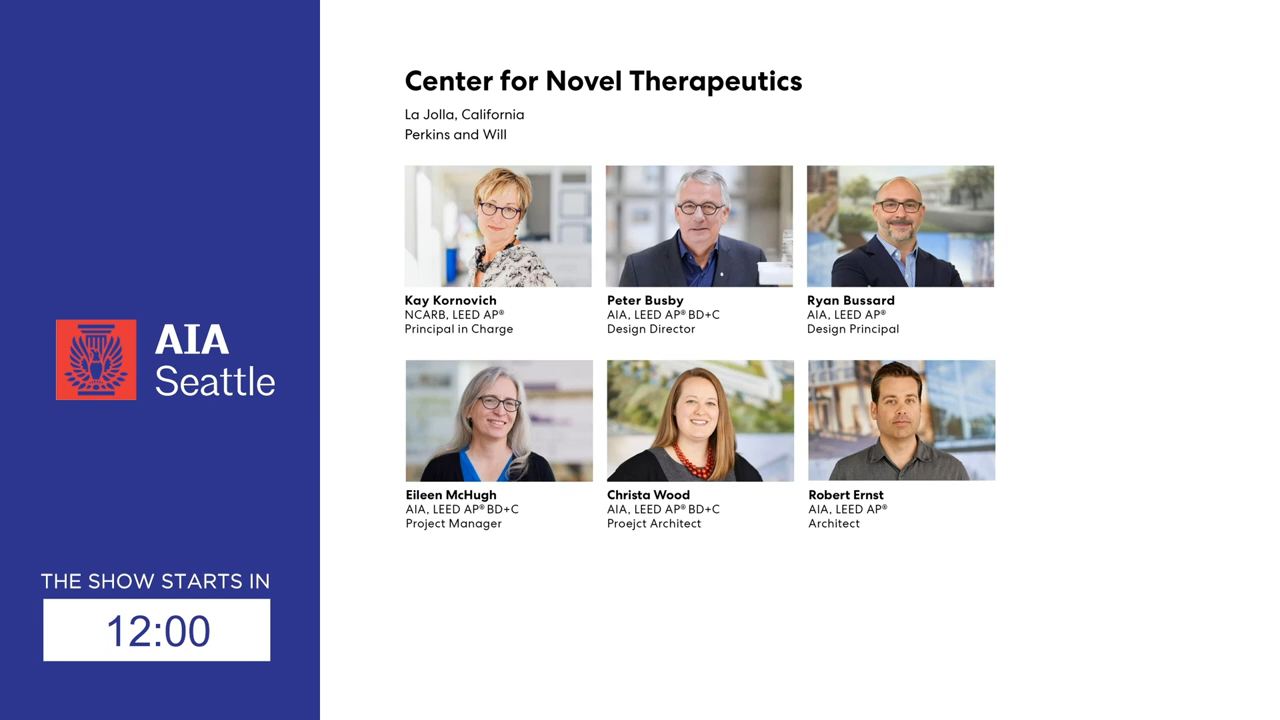 Center for Novel Therapeutics
La Jolla, California
Perkins and Will
Kay Kornovich
NCARB, LEED AP®
Principal in Charge
Peter Busby
AIA, LEED AP® BD+C
Design Director
Ryan Bussard
AIA, LEED AP®
Design Principal
Eileen McHugh
AIA, LEED AP® BD+C
Project Manager
Christa Wood
AIA, LEED AP® BD+C
Proejct Architect
Robert Ernst
AIA, LEED AP®
Architect
AIA
Seattle
THE SHOW STARTS IN
12:00